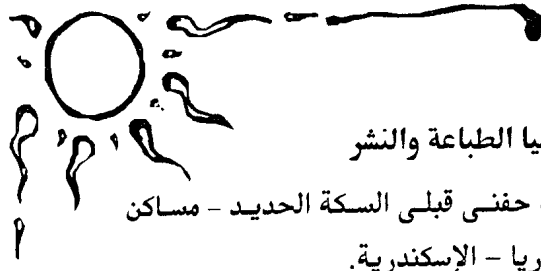 يا الطباعة والنشر
حفنى قبلى السكة الحديد – مساكن
ريا – الإسكندرية.